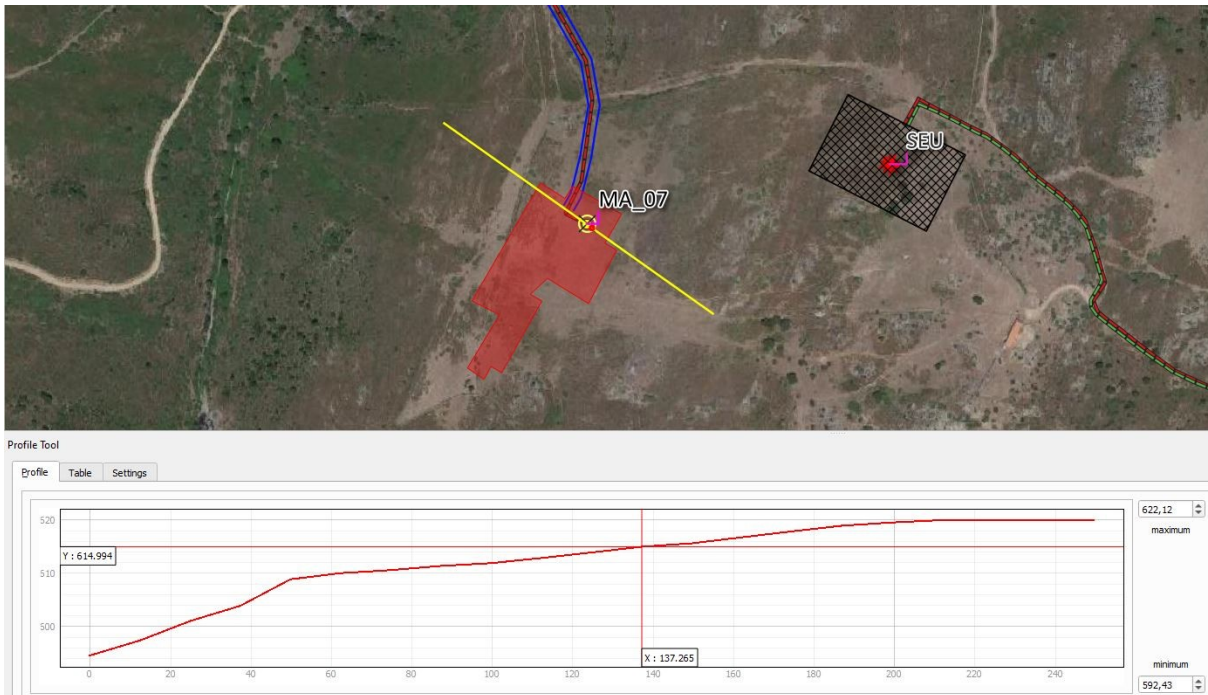 SEU
MA_07
Profile Tool
Profile Table Settings
622,12
maximum
520
Y : 614.994
510
500
X : 137.265
minimum
0 20 40 60 80 100 120 140 160 180 200 220 240
592,43